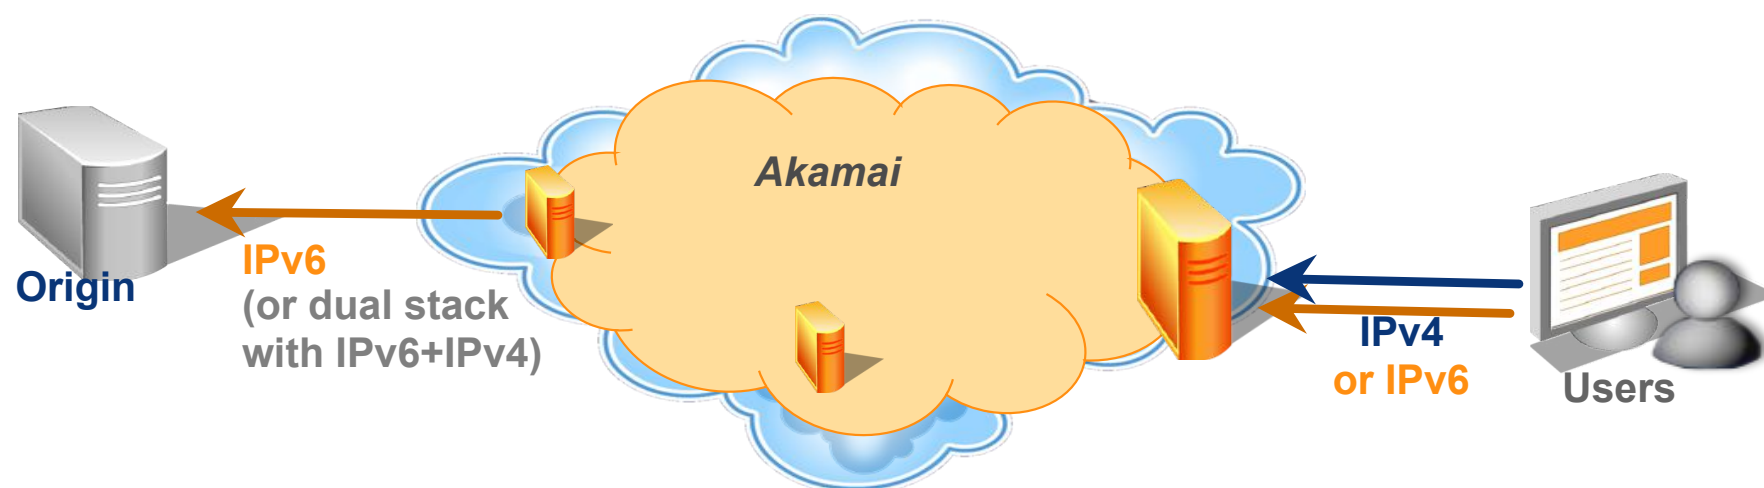 Akamai
Origin
IPv6
(or dual stack
with IPv6+IPv4)
IPv4
or IPv6
Users